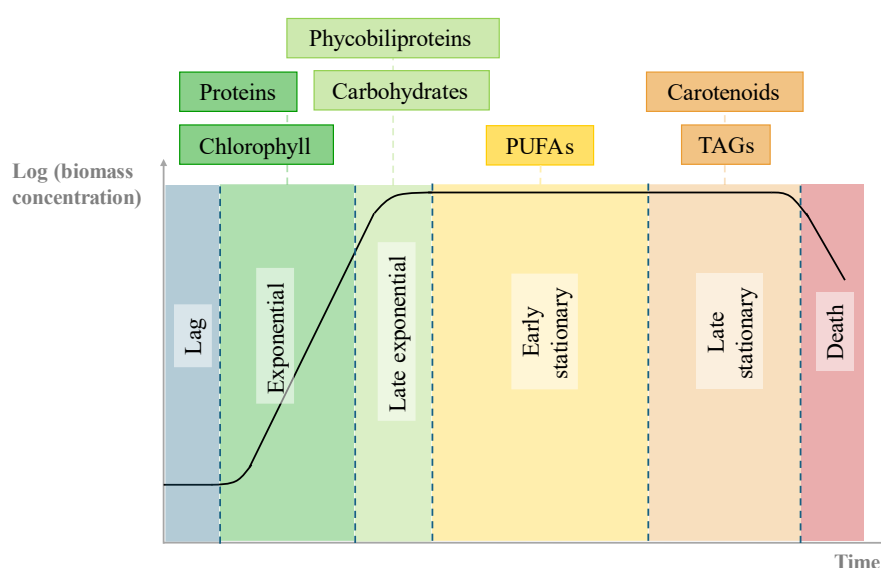 Phycobiliproteins
Proteins
Carbohydrates
Carotenoids
Chlorophyll
PUFAs
TAGs
Log (biomass
concentration)
Lag
Exponential
Late exponential
Early
stationary
Late
stationary
Death
Time